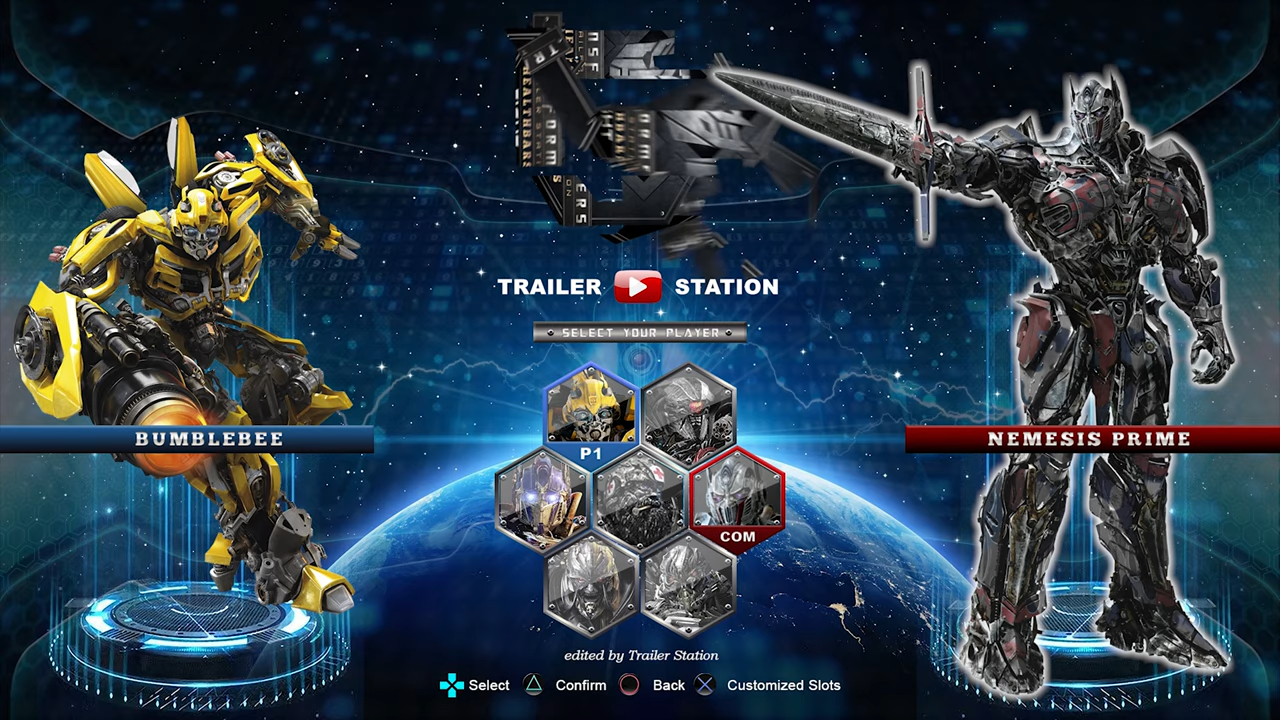 TRAILER STATION
SELECT YOUR PLAYER
BUMBLEBEE
NEMESIS PRIME
P1
COM
edited by Trailer Station
Select Confirm Back Customized Slots